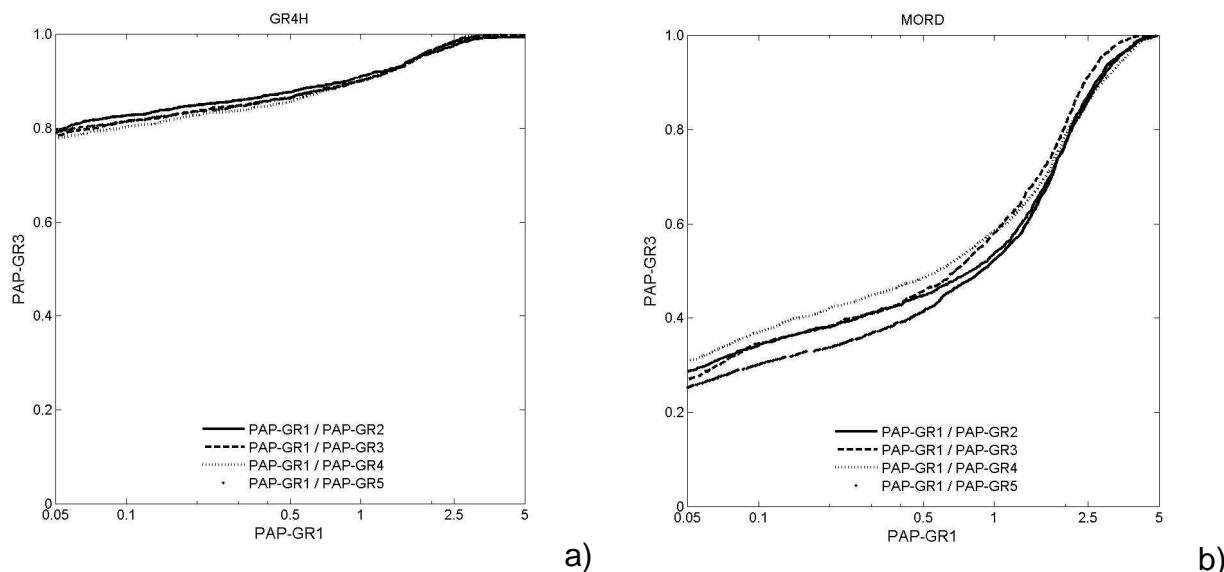 GR4H
1.0
0.8
0.6
0.4
0.2
0
PAP-GR3
PAP-GR1 / PAP-GR2
PAP-GR1 / PAP-GR3
PAP-GR1 / PAP-GR4
PAP-GR1 / PAP-GR5
0.05 0.1 0.5 1 2.5 5
PAP-GR1
a)
MORD
1.0
0.8
0.6
0.4
0.2
0
PAP-GR3
PAP-GR1 / PAP-GR2
PAP-GR1 / PAP-GR3
PAP-GR1 / PAP-GR4
PAP-GR1 / PAP-GR5
0.05 0.1 0.5 1 2.5 5
PAP-GR1
b)